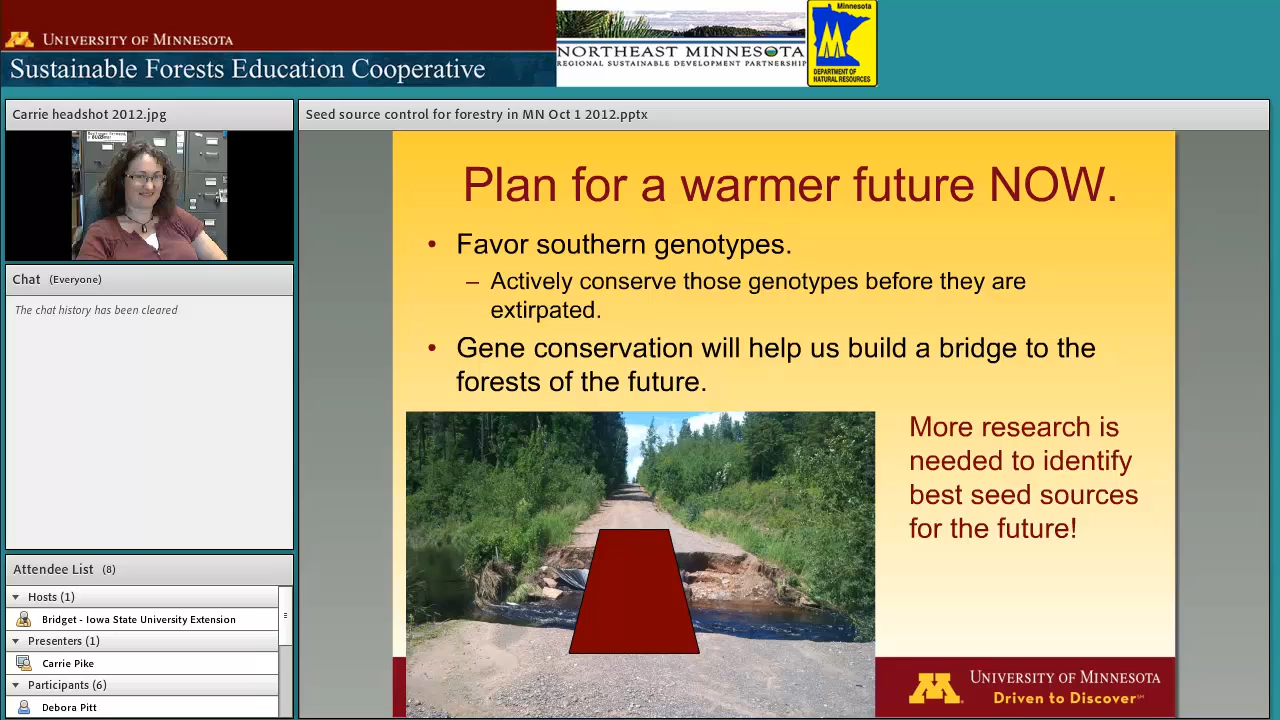 UNIVERSITY OF MINNESOTA
Sustainable Forests Education Cooperative
NORTHEAST MINNESOTA
REGIONAL SUSTAINABLE DEVELOPMENT PARTNERSHIP
Minnesota
DEPARTMENT OF
NATURAL RESOURCES
Carrie headshot 2012.jpg
Chat (Everyone)
The chat history has been cleared
Attendee List (8)
Hosts (1)
Bridget - Iowa State University Extension
Presenters (1)
Carrie Pike
Participants (6)
Debora Pitt
Seed source control for forestry in MN Oct 1 2012.pptx
Plan for a warmer future NOW.
• Favor southern genotypes.
– Actively conserve those genotypes before they are
extirpated.
• Gene conservation will help us build a bridge to the
forests of the future.
More research is
needed to identify
best seed sources
for the future!
M
UNIVERSITY OF MINNESOTA
Driven to Discover℠